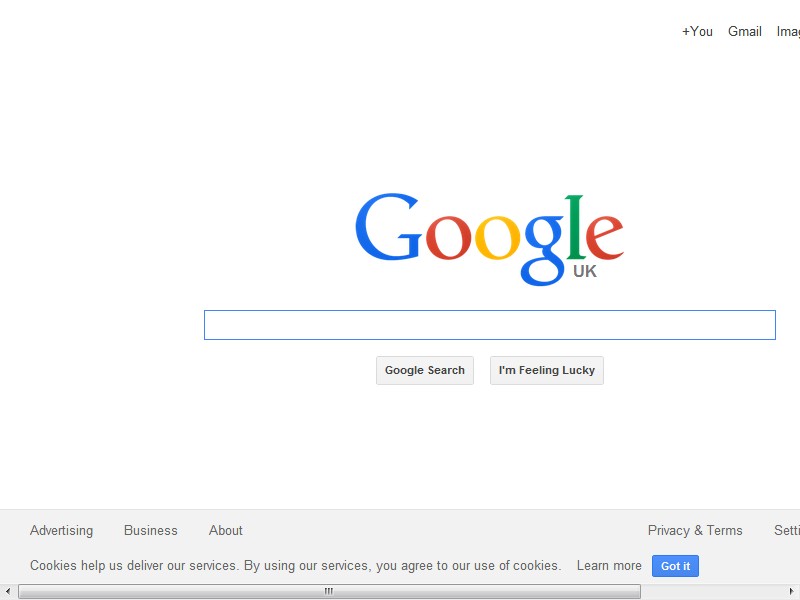 +You Gmail Imag
Google
UK
Google Search I'm Feeling Lucky
Advertising Business About Privacy & Terms Setti
Cookies help us deliver our services. By using our services, you agree to our use of cookies. Learn more Got it